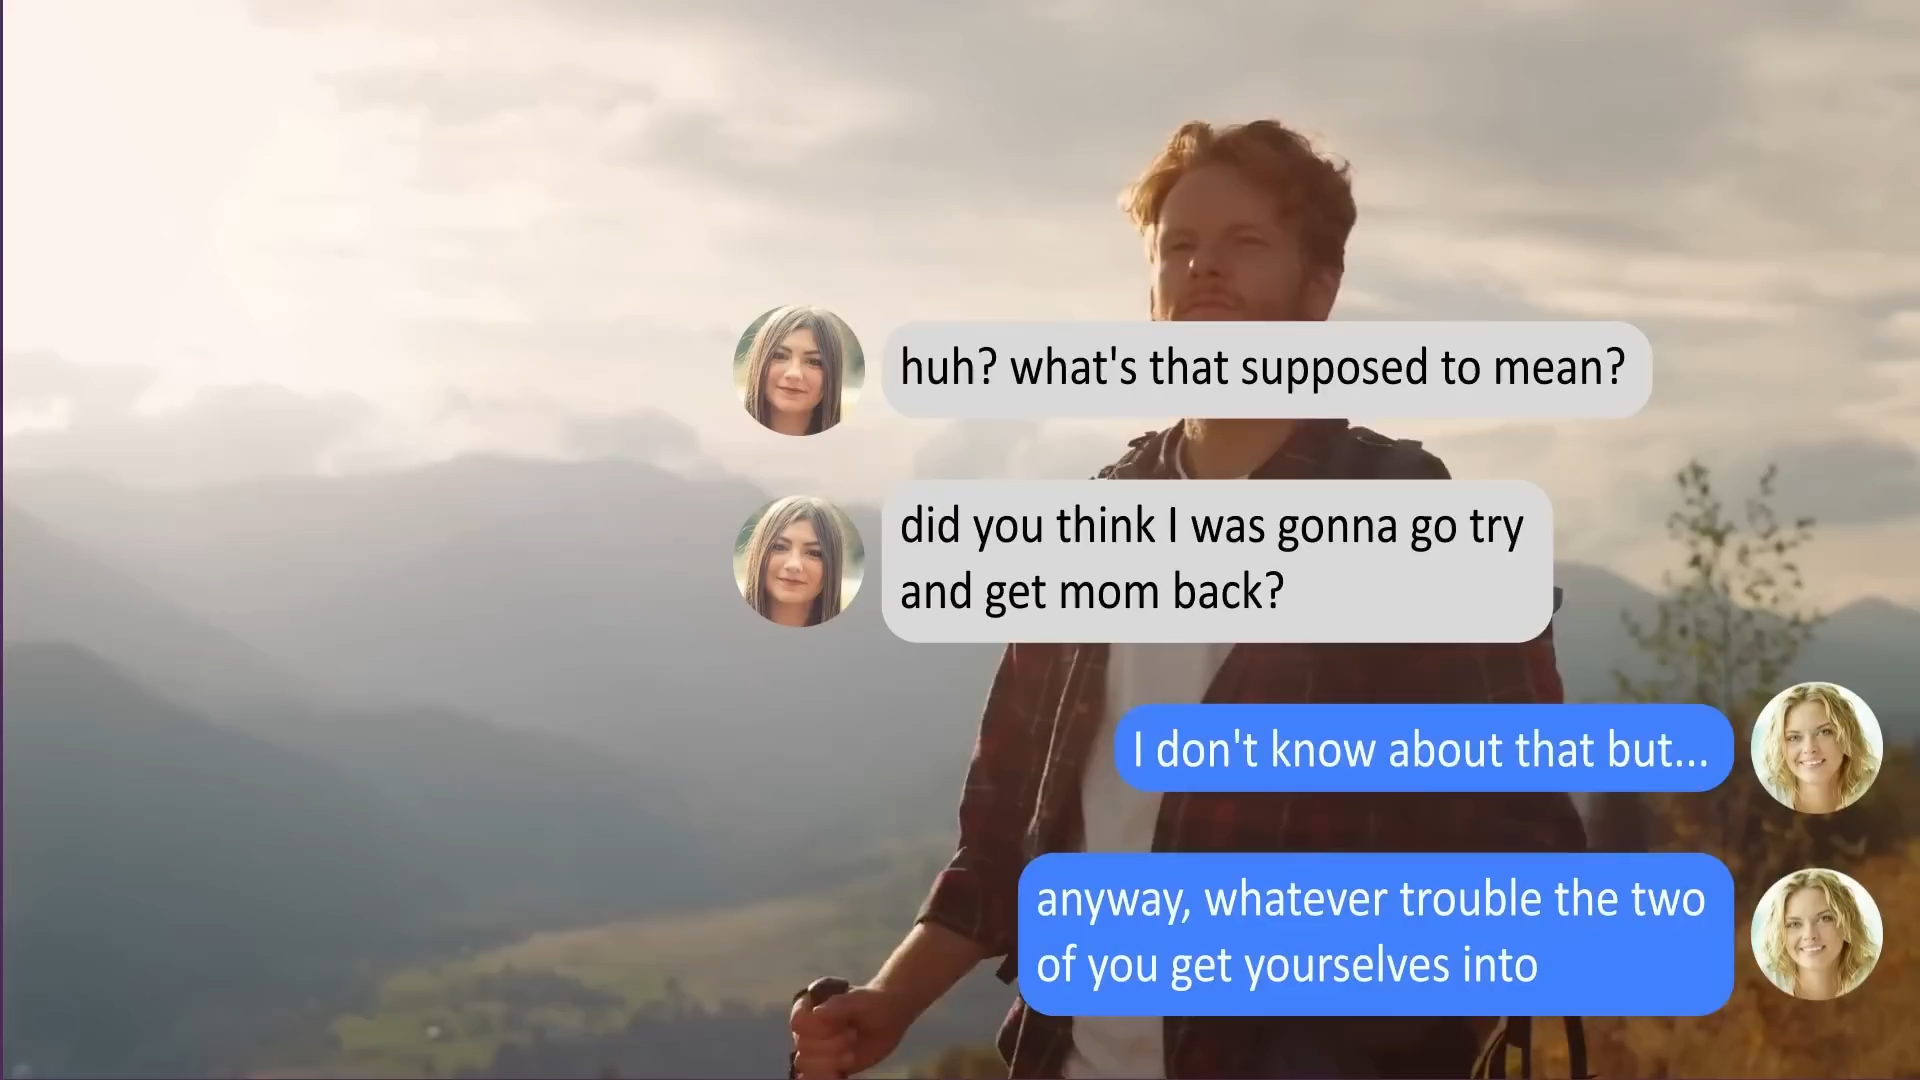 huh? what's that supposed to mean?
did you think I was gonna go try
and get mom back?
I don't know about that but...
anyway, whatever trouble the two
of you get yourselves into